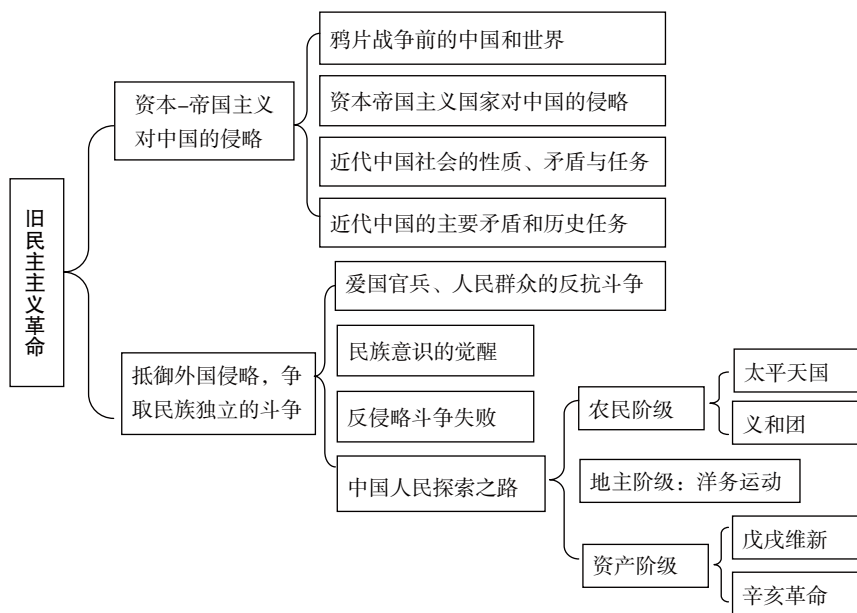 旧民主主义革命
资本-帝国主义
对中国的侵略
鸦片战争前的中国和世界
资本帝国主义国家对中国的侵略
近代中国社会的性质、矛盾与任务
近代中国的主要矛盾和历史任务
抵御外国侵略，争
取民族独立的斗争
爱国官兵、人民群众的反抗斗争
民族意识的觉醒
反侵略斗争失败
中国人民探索之路
农民阶级
太平天国
义和团
地主阶级：洋务运动
资产阶级
戊戌维新
辛亥革命